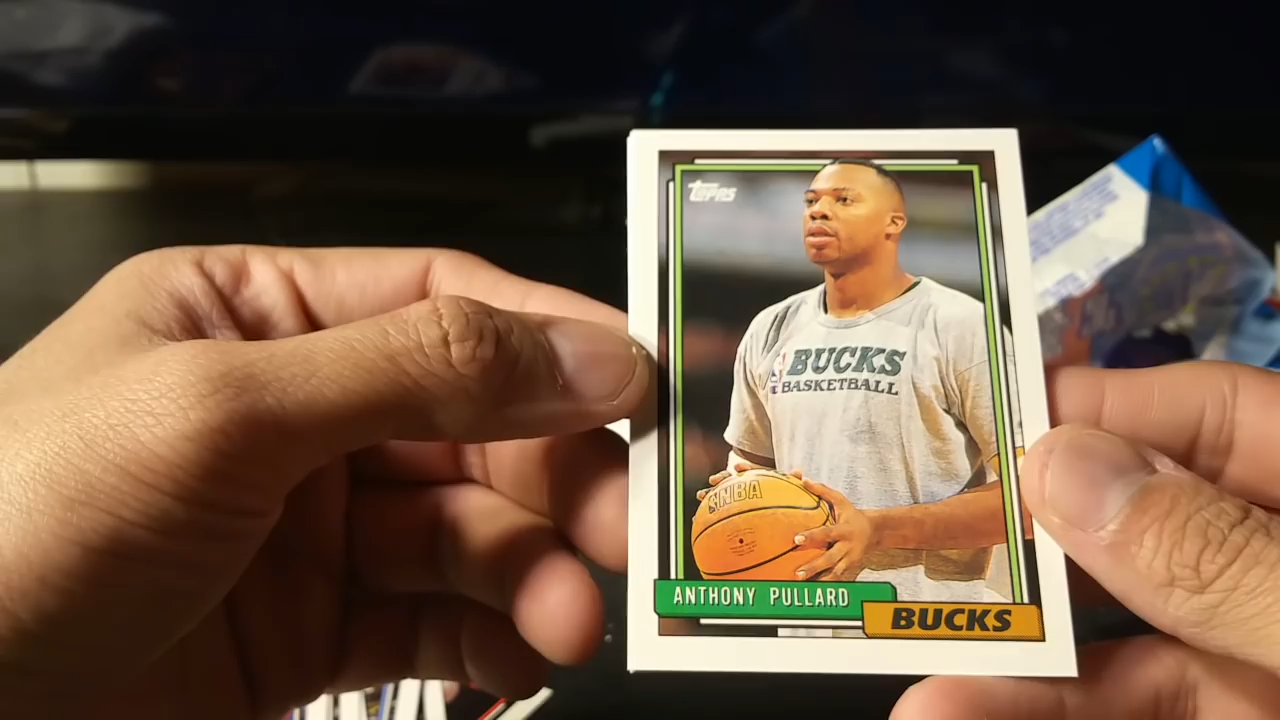 TOPPS
BUCKS
BASKETBALL
NBA
ANTHONY PULLARD
BUCKS